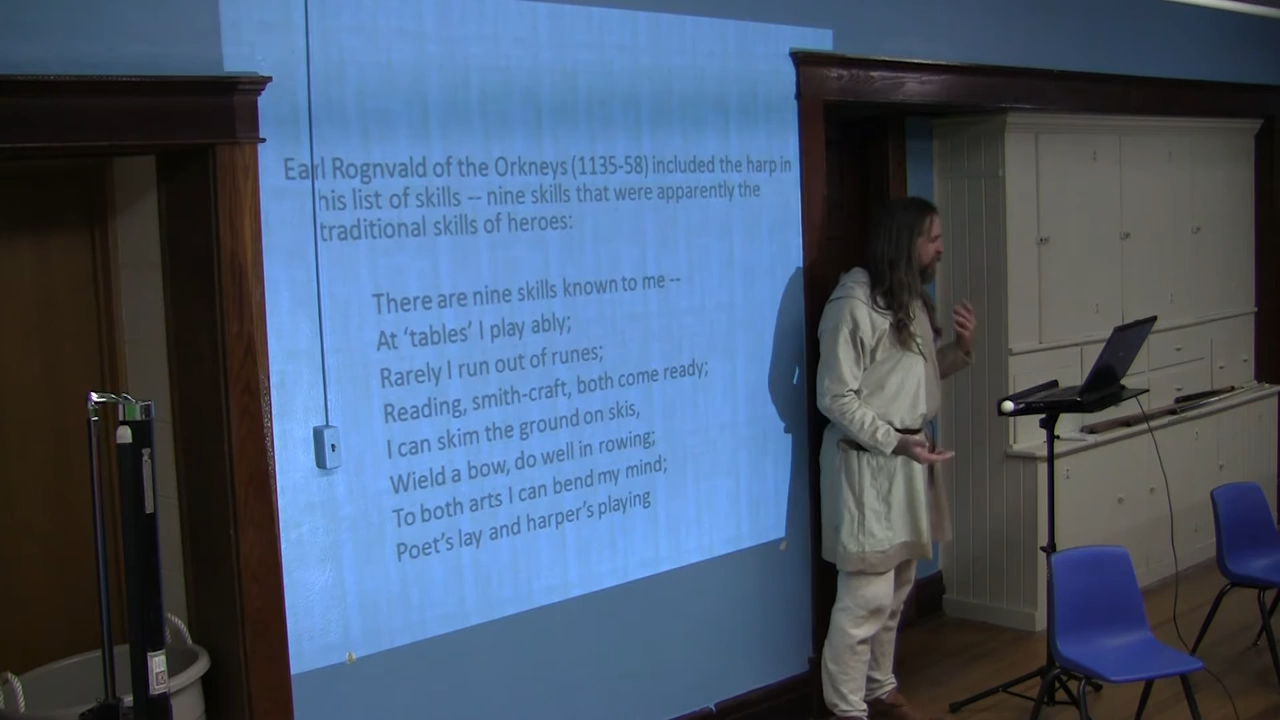 Earl Rognvald of the Orkneys (1135-58) included the harp in
his list of skills -- nine skills that were apparently the
traditional skills of heroes:
There are nine skills known to me --
At ‘tables’ I play ably;
Rarely I run out of runes;
Reading, smith-craft, both come ready;
I can skim the ground on skis,
Wield a bow, do well in rowing;
To both arts I can bend my mind;
Poet’s lay and harper’s playing